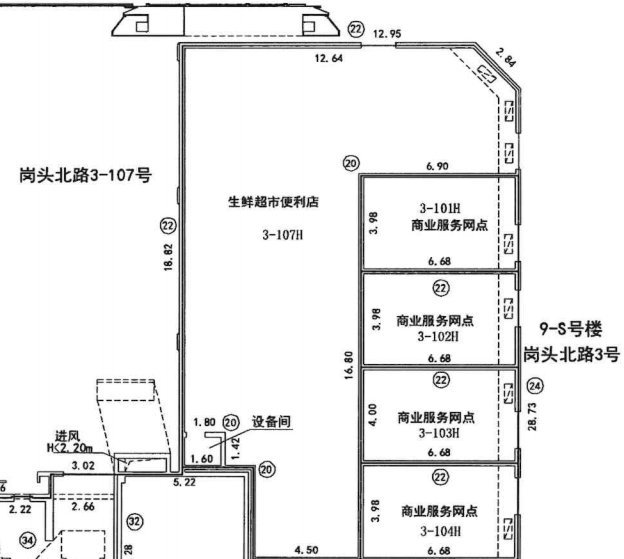 22
12.95
12.64
2.84
岗头北路3-107号
20
6.90
生鲜超市便利店
3-107H
3-101H
商业服务网点
3.98
6.68
22
18.82
22
商业服务网点
3-102H
3.98
6.68
9-S号楼
岗头北路3号
16.80
22
商业服务网点
3-103H
4.00
6.68
24
28.73
1.80
20
设备间
1.42
1.60
进风
H<2.20m
3.02
5.22
20
22
商业服务网点
3-104H
3.98
6.68
6
2.22
2.66
34
32
28
4.50